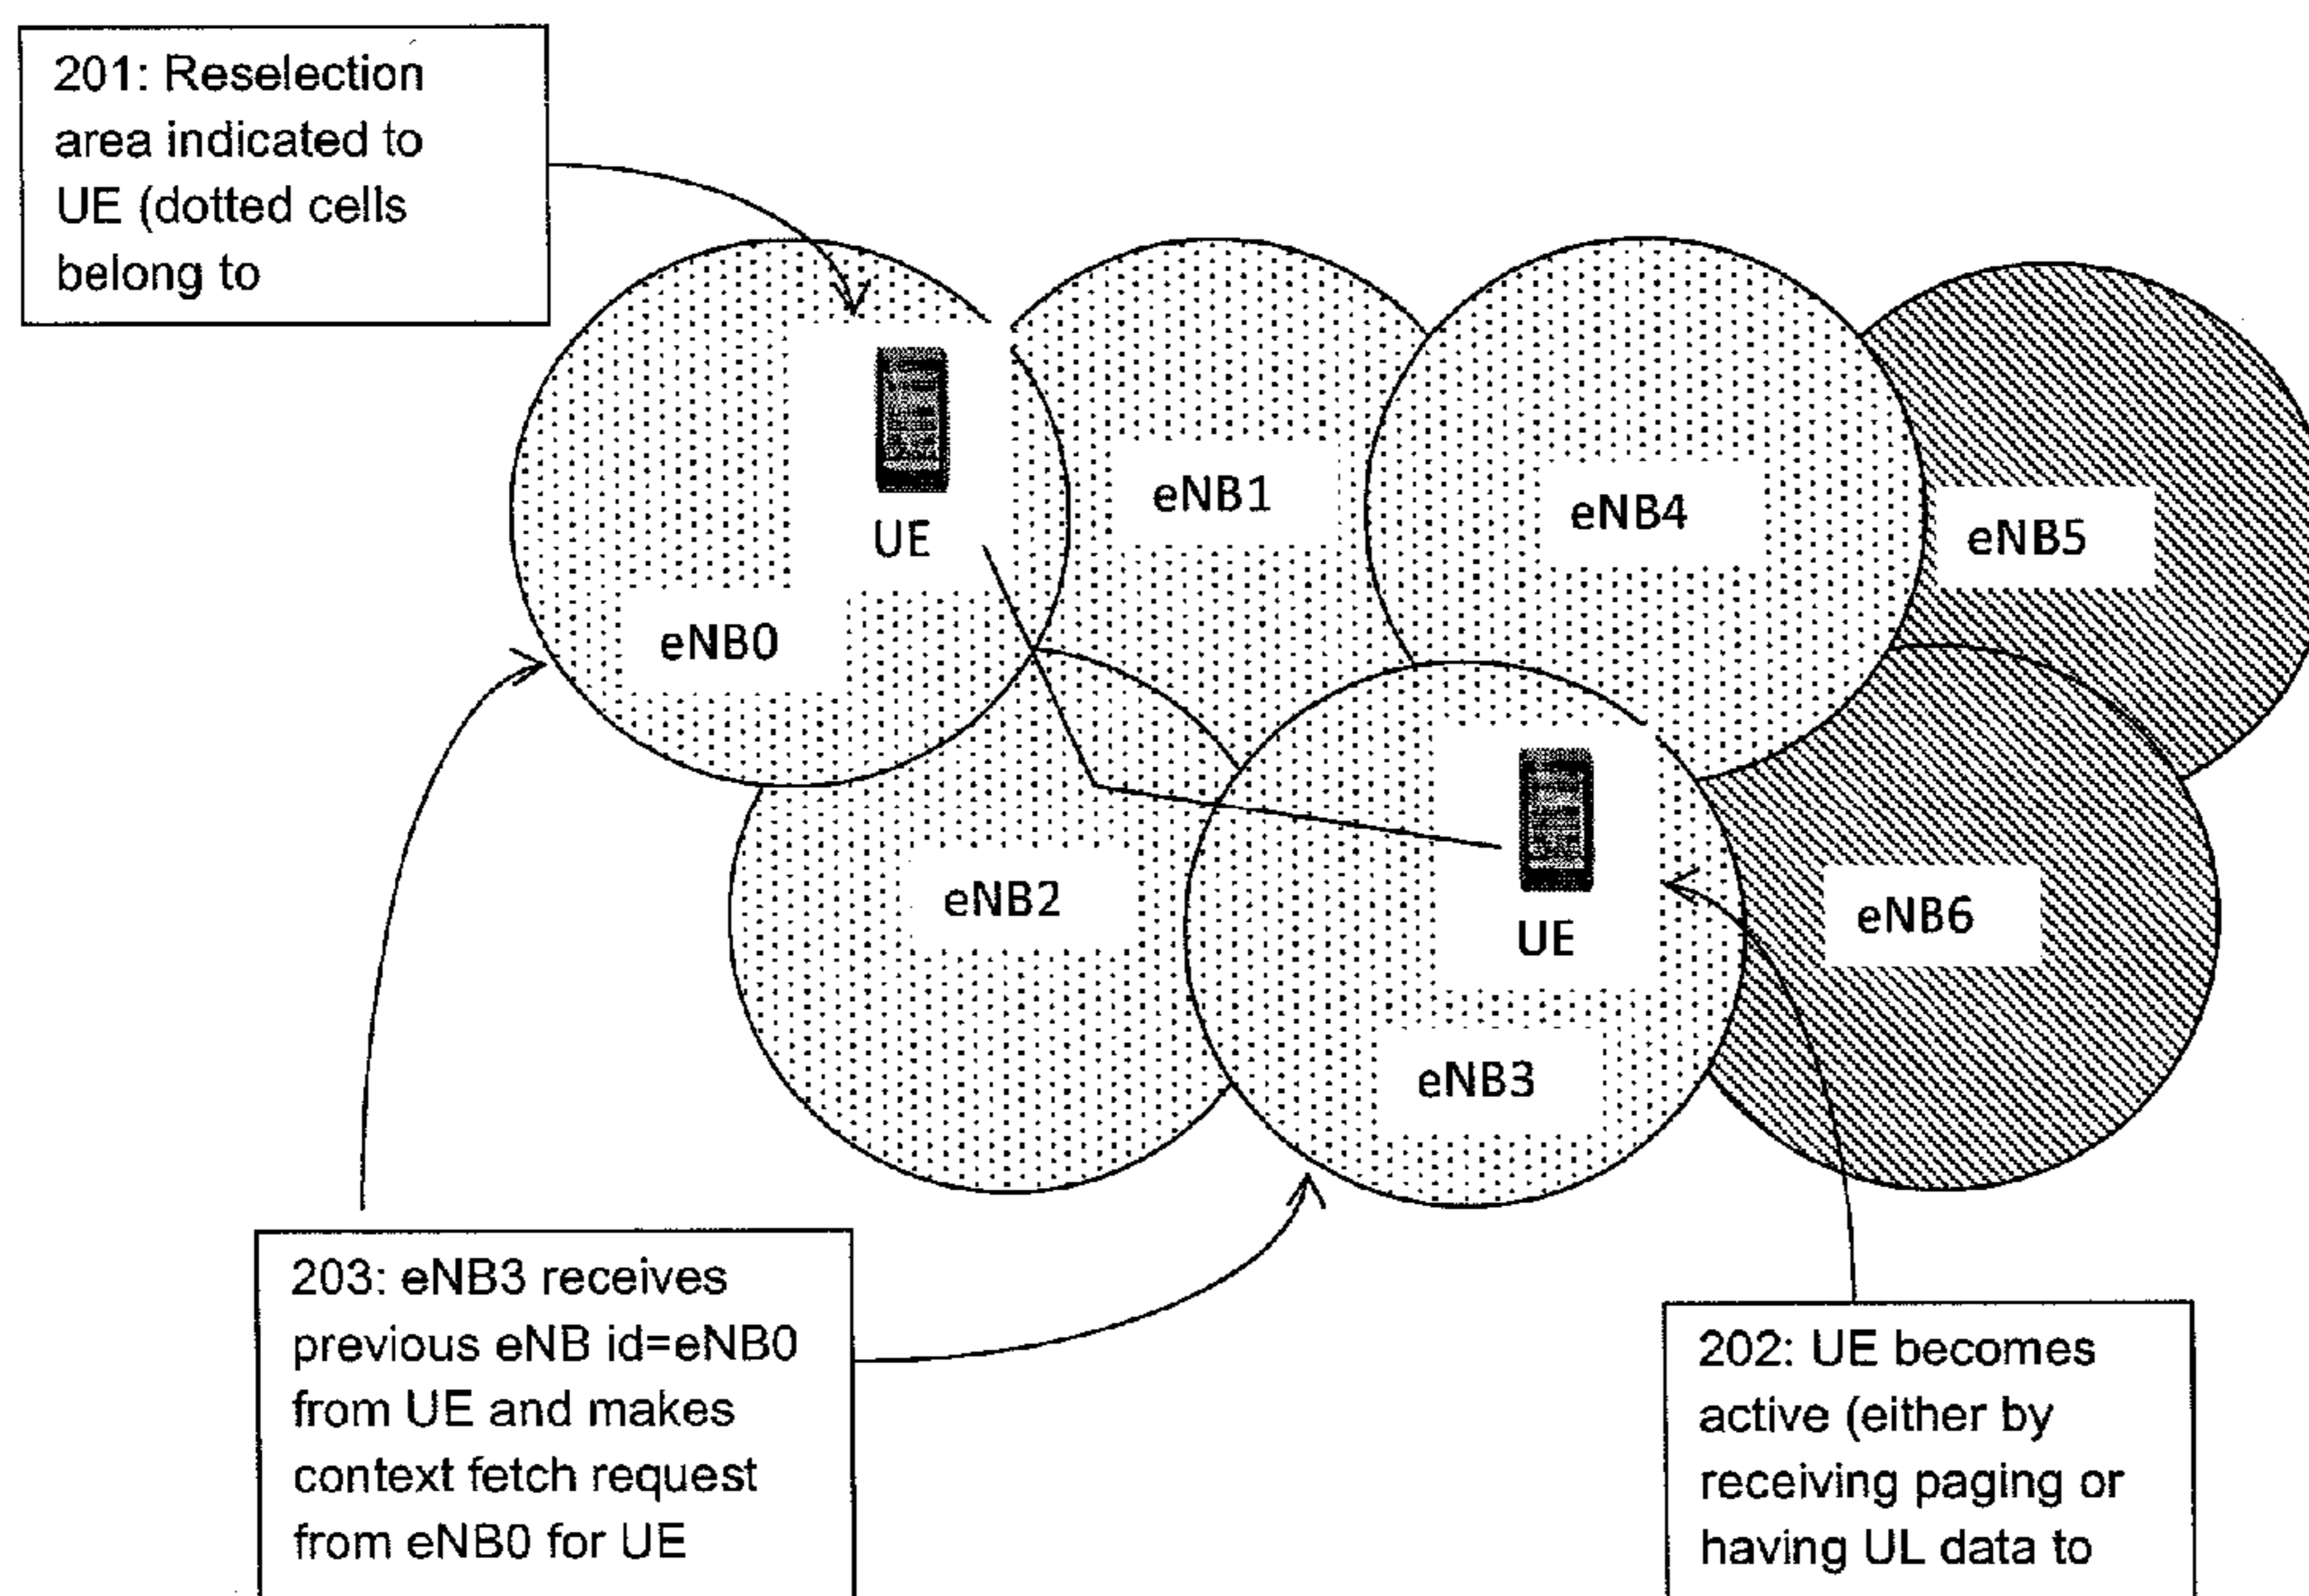 201: Reselection
area indicated to
UE (dotted cells
belong to
UE
eNB0
eNB1
eNB4
eNB5
eNB2
UE
eNB3
eNB6
203: eNB3 receives
previous eNB id=eNB0
from UE and makes
context fetch request
from eNB0 for UE
202: UE becomes
active (either by
receiving paging or
having UL data to